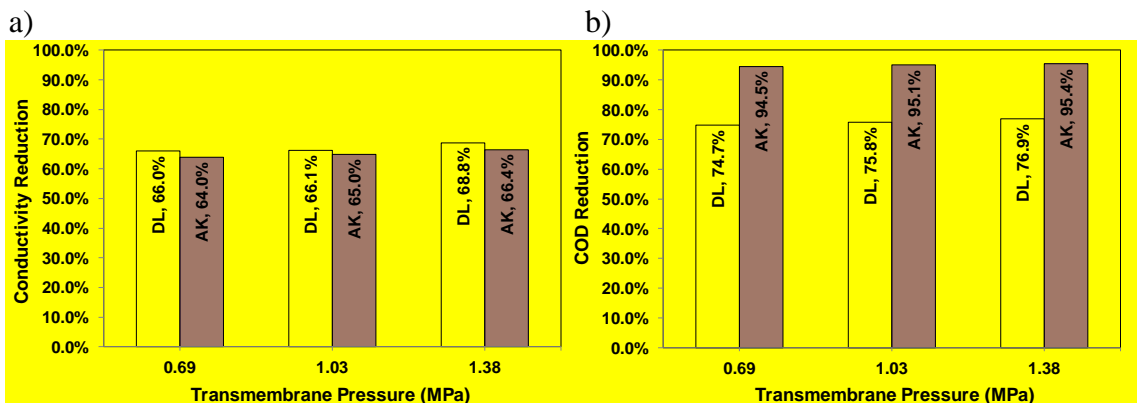 a)
100.0%
90.0%
80.0%
70.0%
60.0%
50.0%
40.0%
30.0%
20.0%
10.0%
0.0%
Conductivity Reduction
DL, 66.0%
AK, 64.0%
DL, 66.1%
AK, 65.0%
DL, 68.8%
AK, 66.4%
0.69 1.03 1.38
Transmembrane Pressure (MPa)
b)
100.0%
90.0%
80.0%
70.0%
60.0%
50.0%
40.0%
30.0%
20.0%
10.0%
0.0%
COD Reduction
DL, 74.7%
AK, 94.5%
DL, 75.8%
AK, 95.1%
DL, 76.9%
AK, 95.4%
0.69 1.03 1.38
Transmembrane Pressure (MPa)